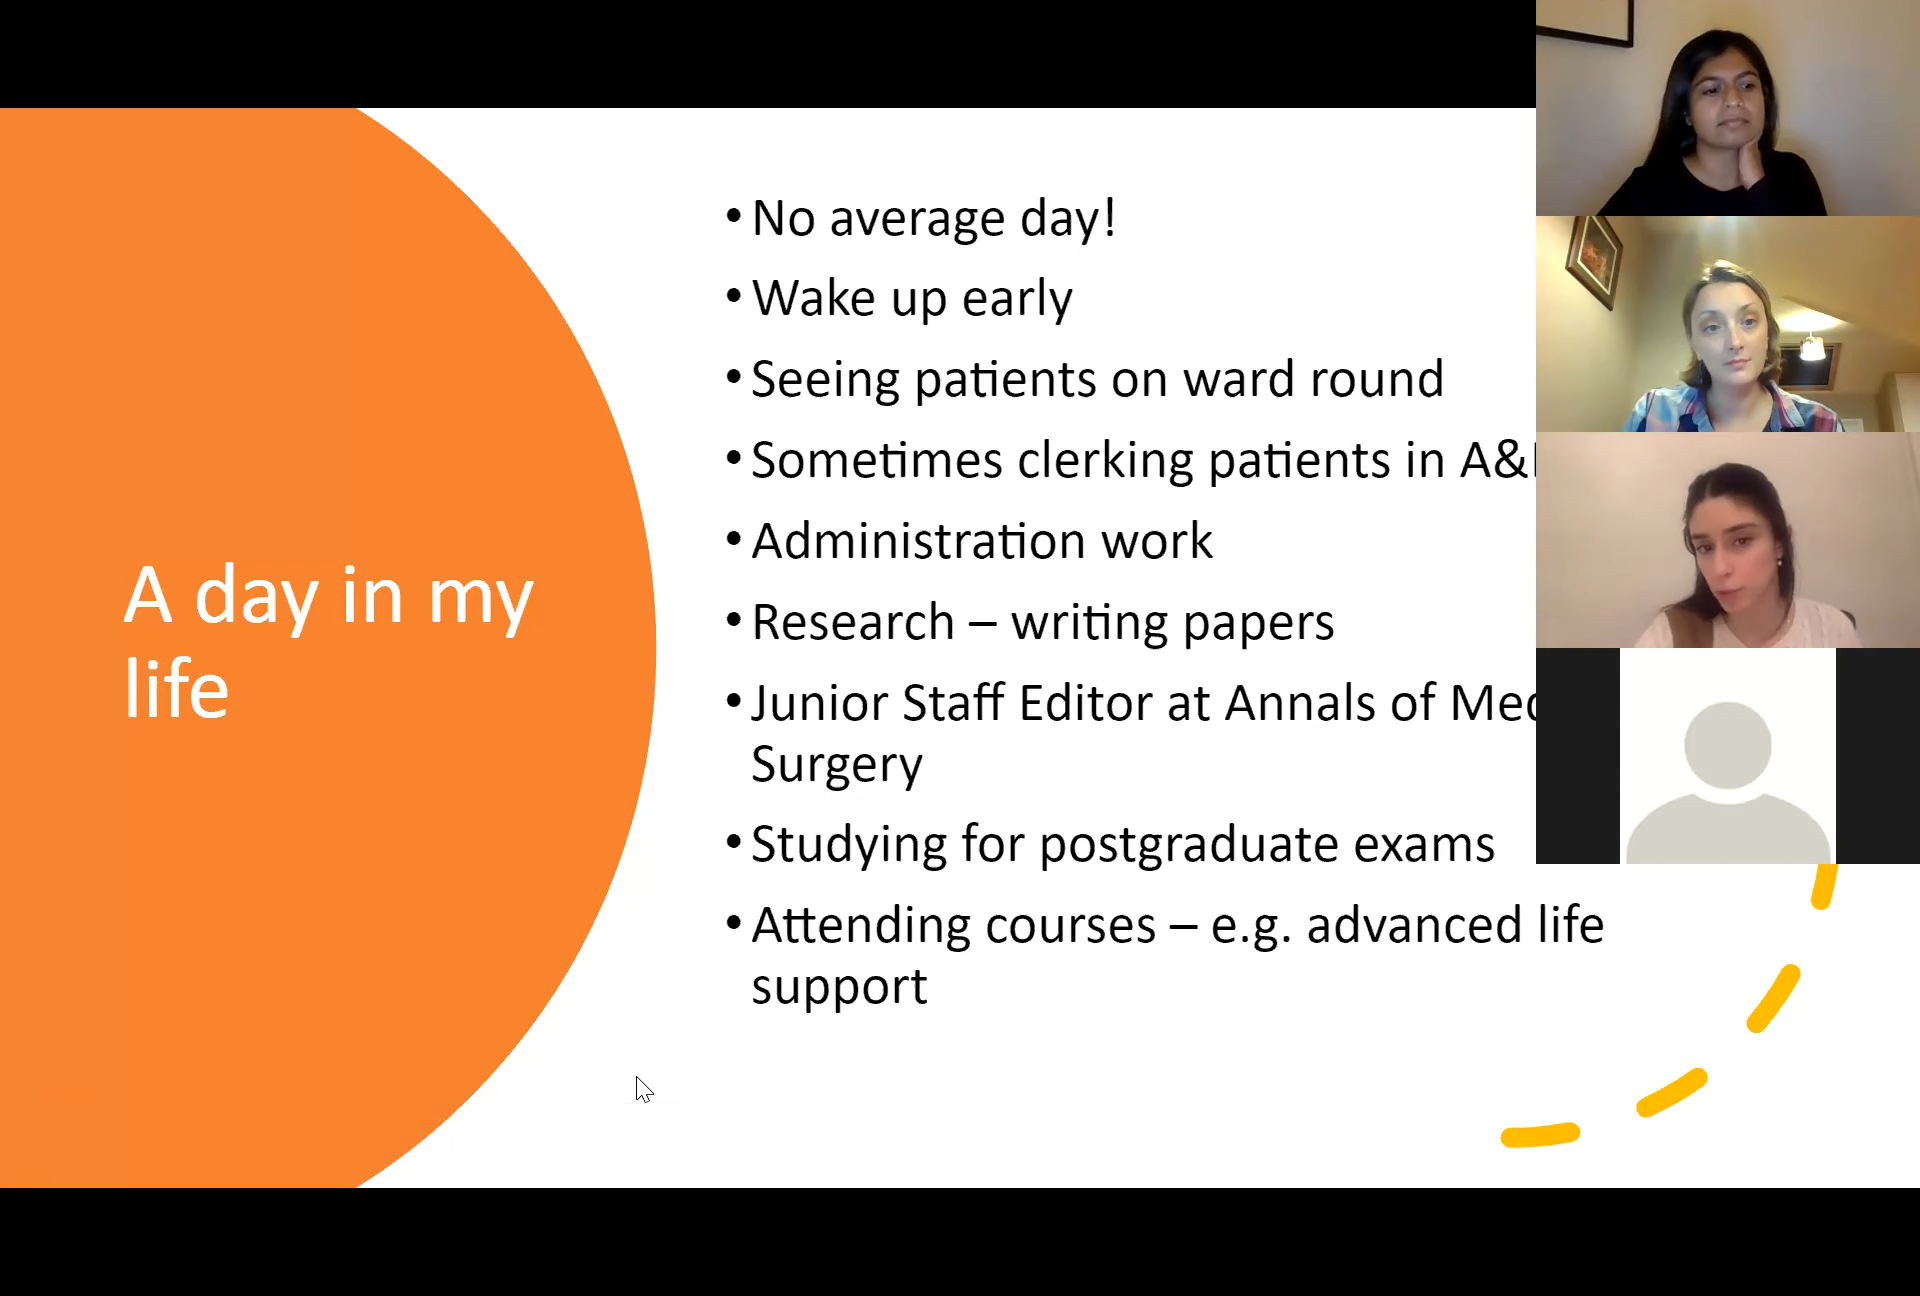 A day in my
life
• No average day!
• Wake up early
• Seeing patients on ward round
• Sometimes clerking patients in
• Administration work
• Research – writing papers
• Junior Staff Editor at Annals of
Surgery
• Studying for postgraduate exams
• Attending courses – e.g. advanced life
support